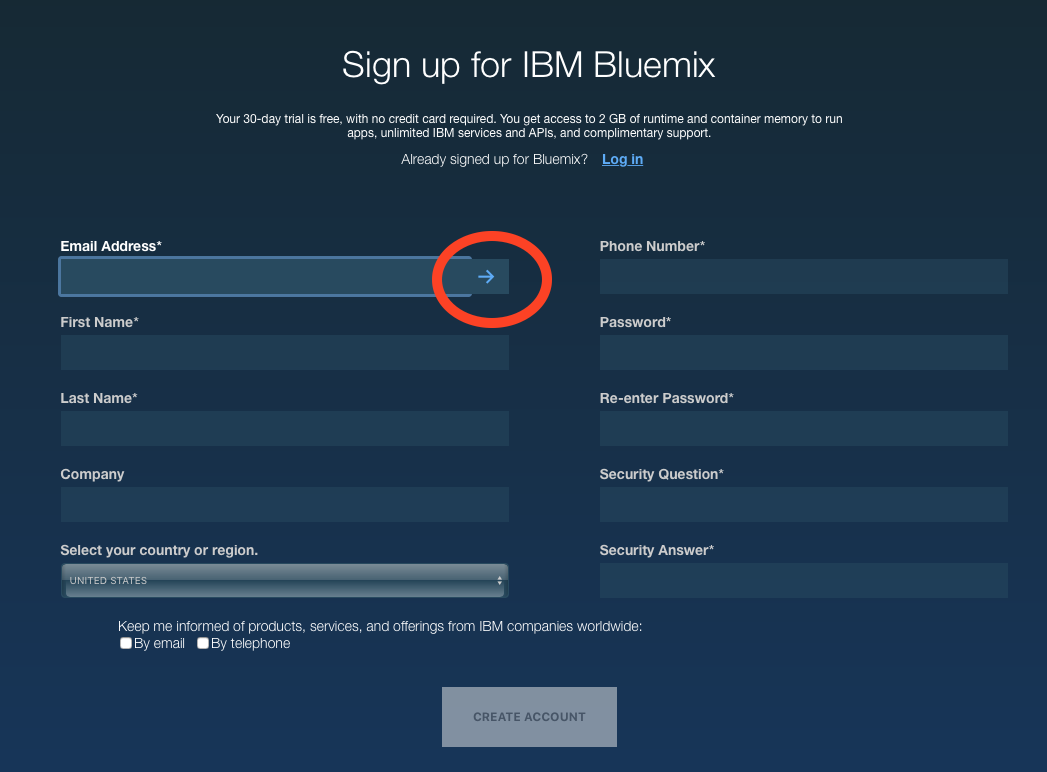 Sign up for IBM Bluemix
Your 30-day trial is free, with no credit card required. You get access to 2 GB of runtime and container memory to run
apps, unlimited IBM services and APIs, and complimentary support.
Already signed up for Bluemix? Log in
Email Address*
First Name*
Last Name*
Company
Select your country or region.
UNITED STATES
Phone Number*
Password*
Re-enter Password*
Security Question*
Security Answer*
Keep me informed of products, services, and offerings from IBM companies worldwide:
By email By telephone
CREATE ACCOUNT